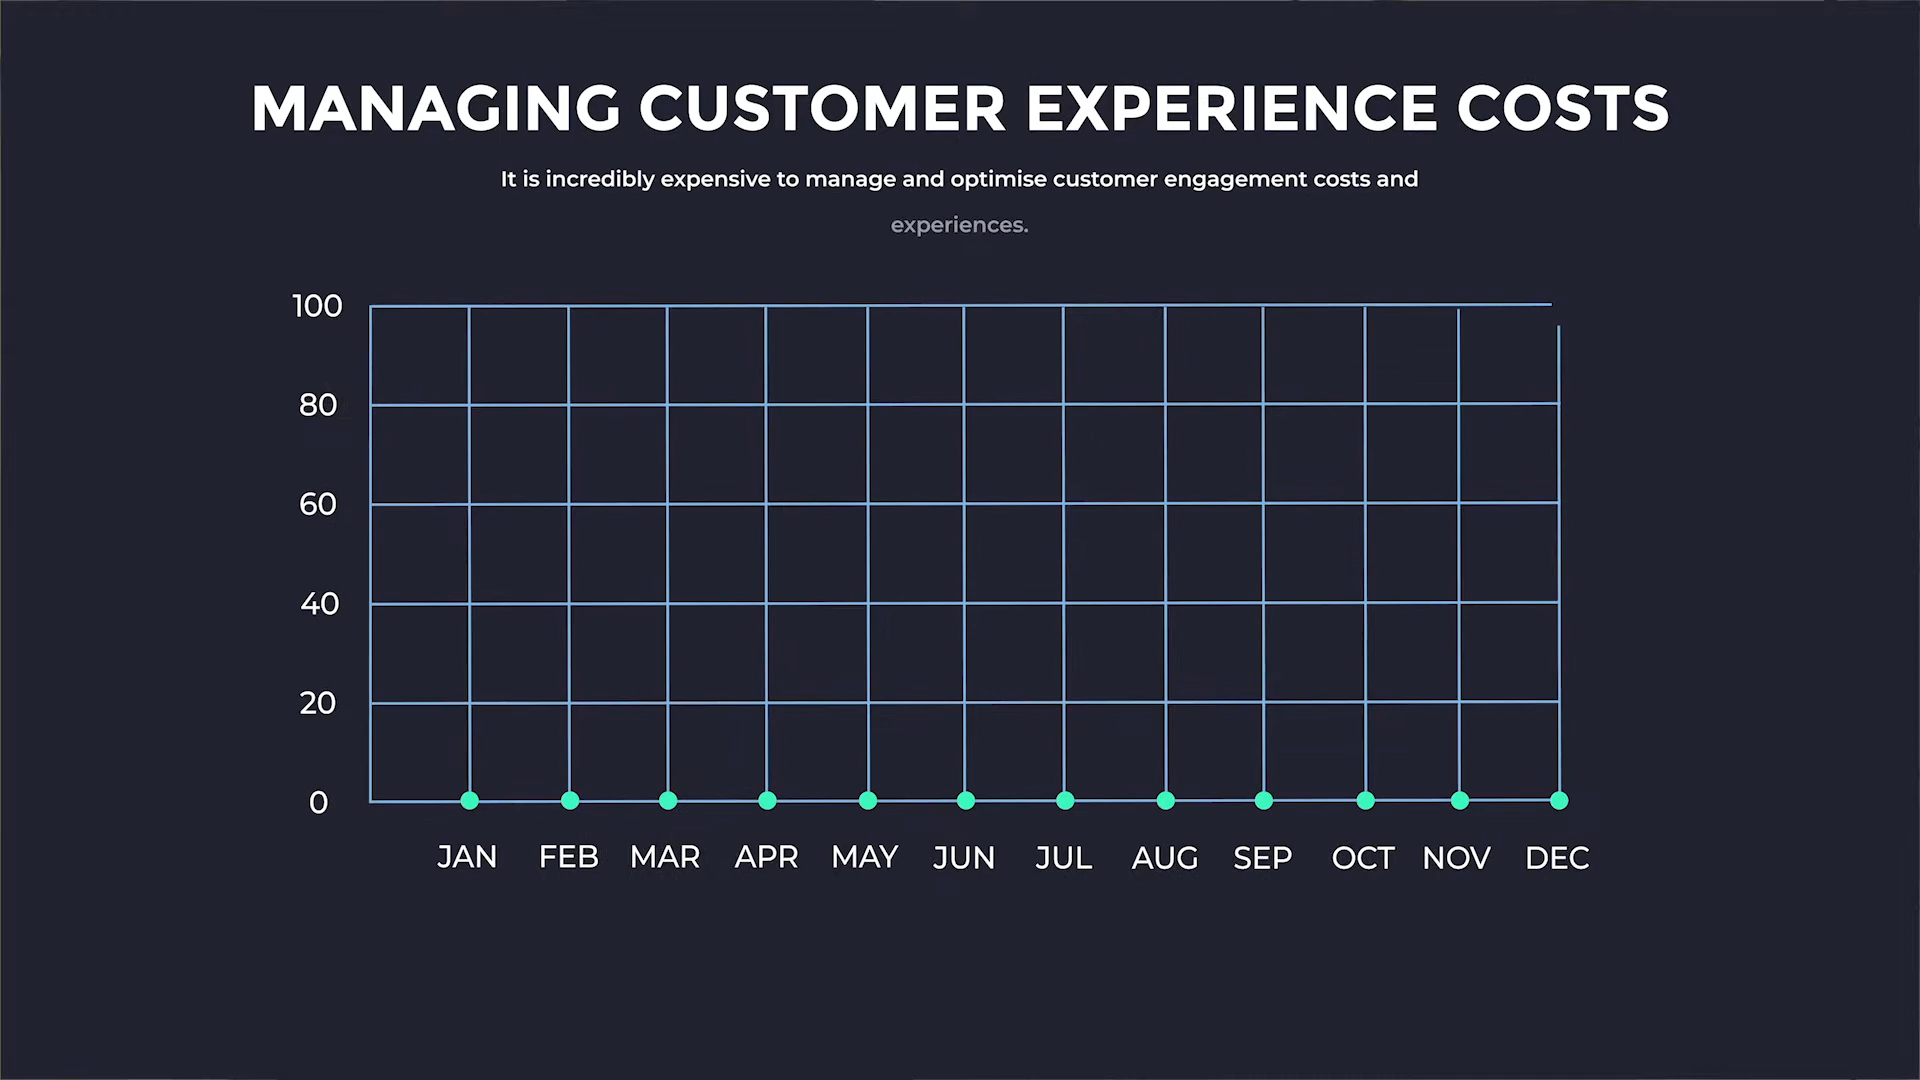 MANAGING CUSTOMER EXPERIENCE COSTS
It is incredibly expensive to manage and optimise customer engagement costs and
experiences.
100
80
60
40
20
0
JAN FEB MAR APR MAY JUN JUL AUG SEP OCT NOV DEC